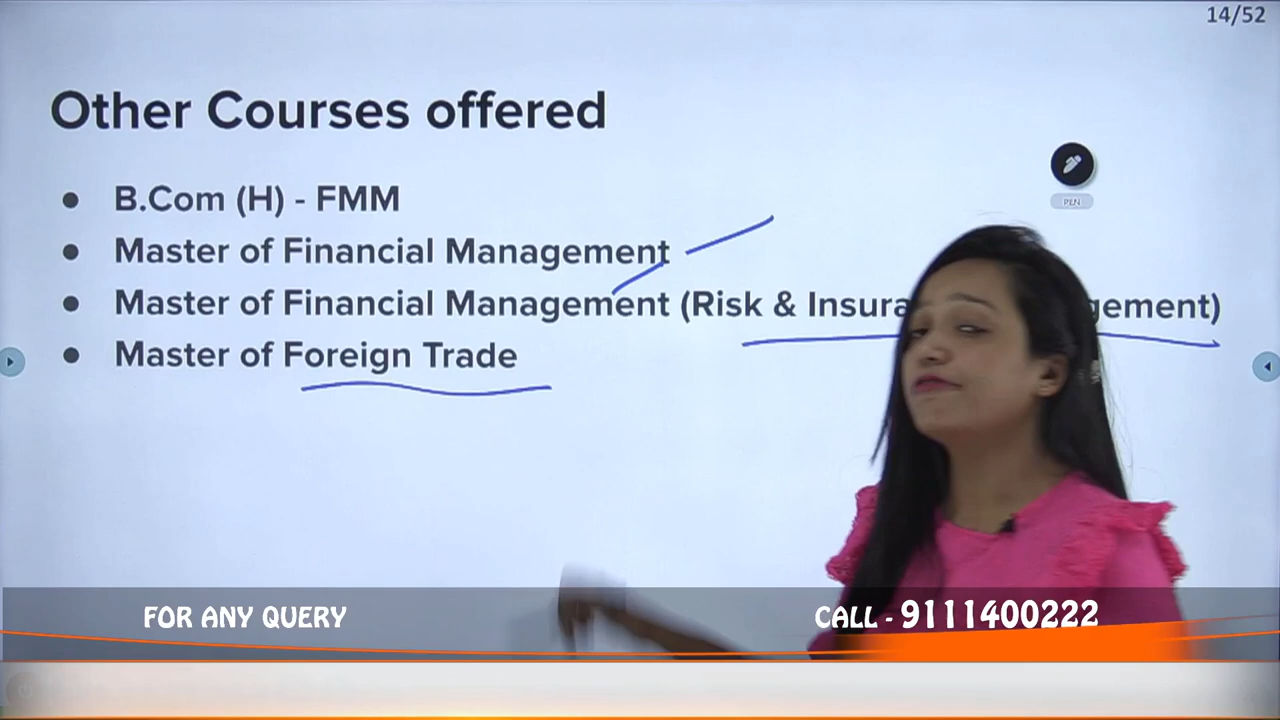 14/52
Other Courses offered
B.Com (H) - FMM
PEN
Master of Financial Management
Master of Financial Management (Risk & Insura gement)
Master of Foreign Trade
FOR ANY QUERY
CALL - 9111400222